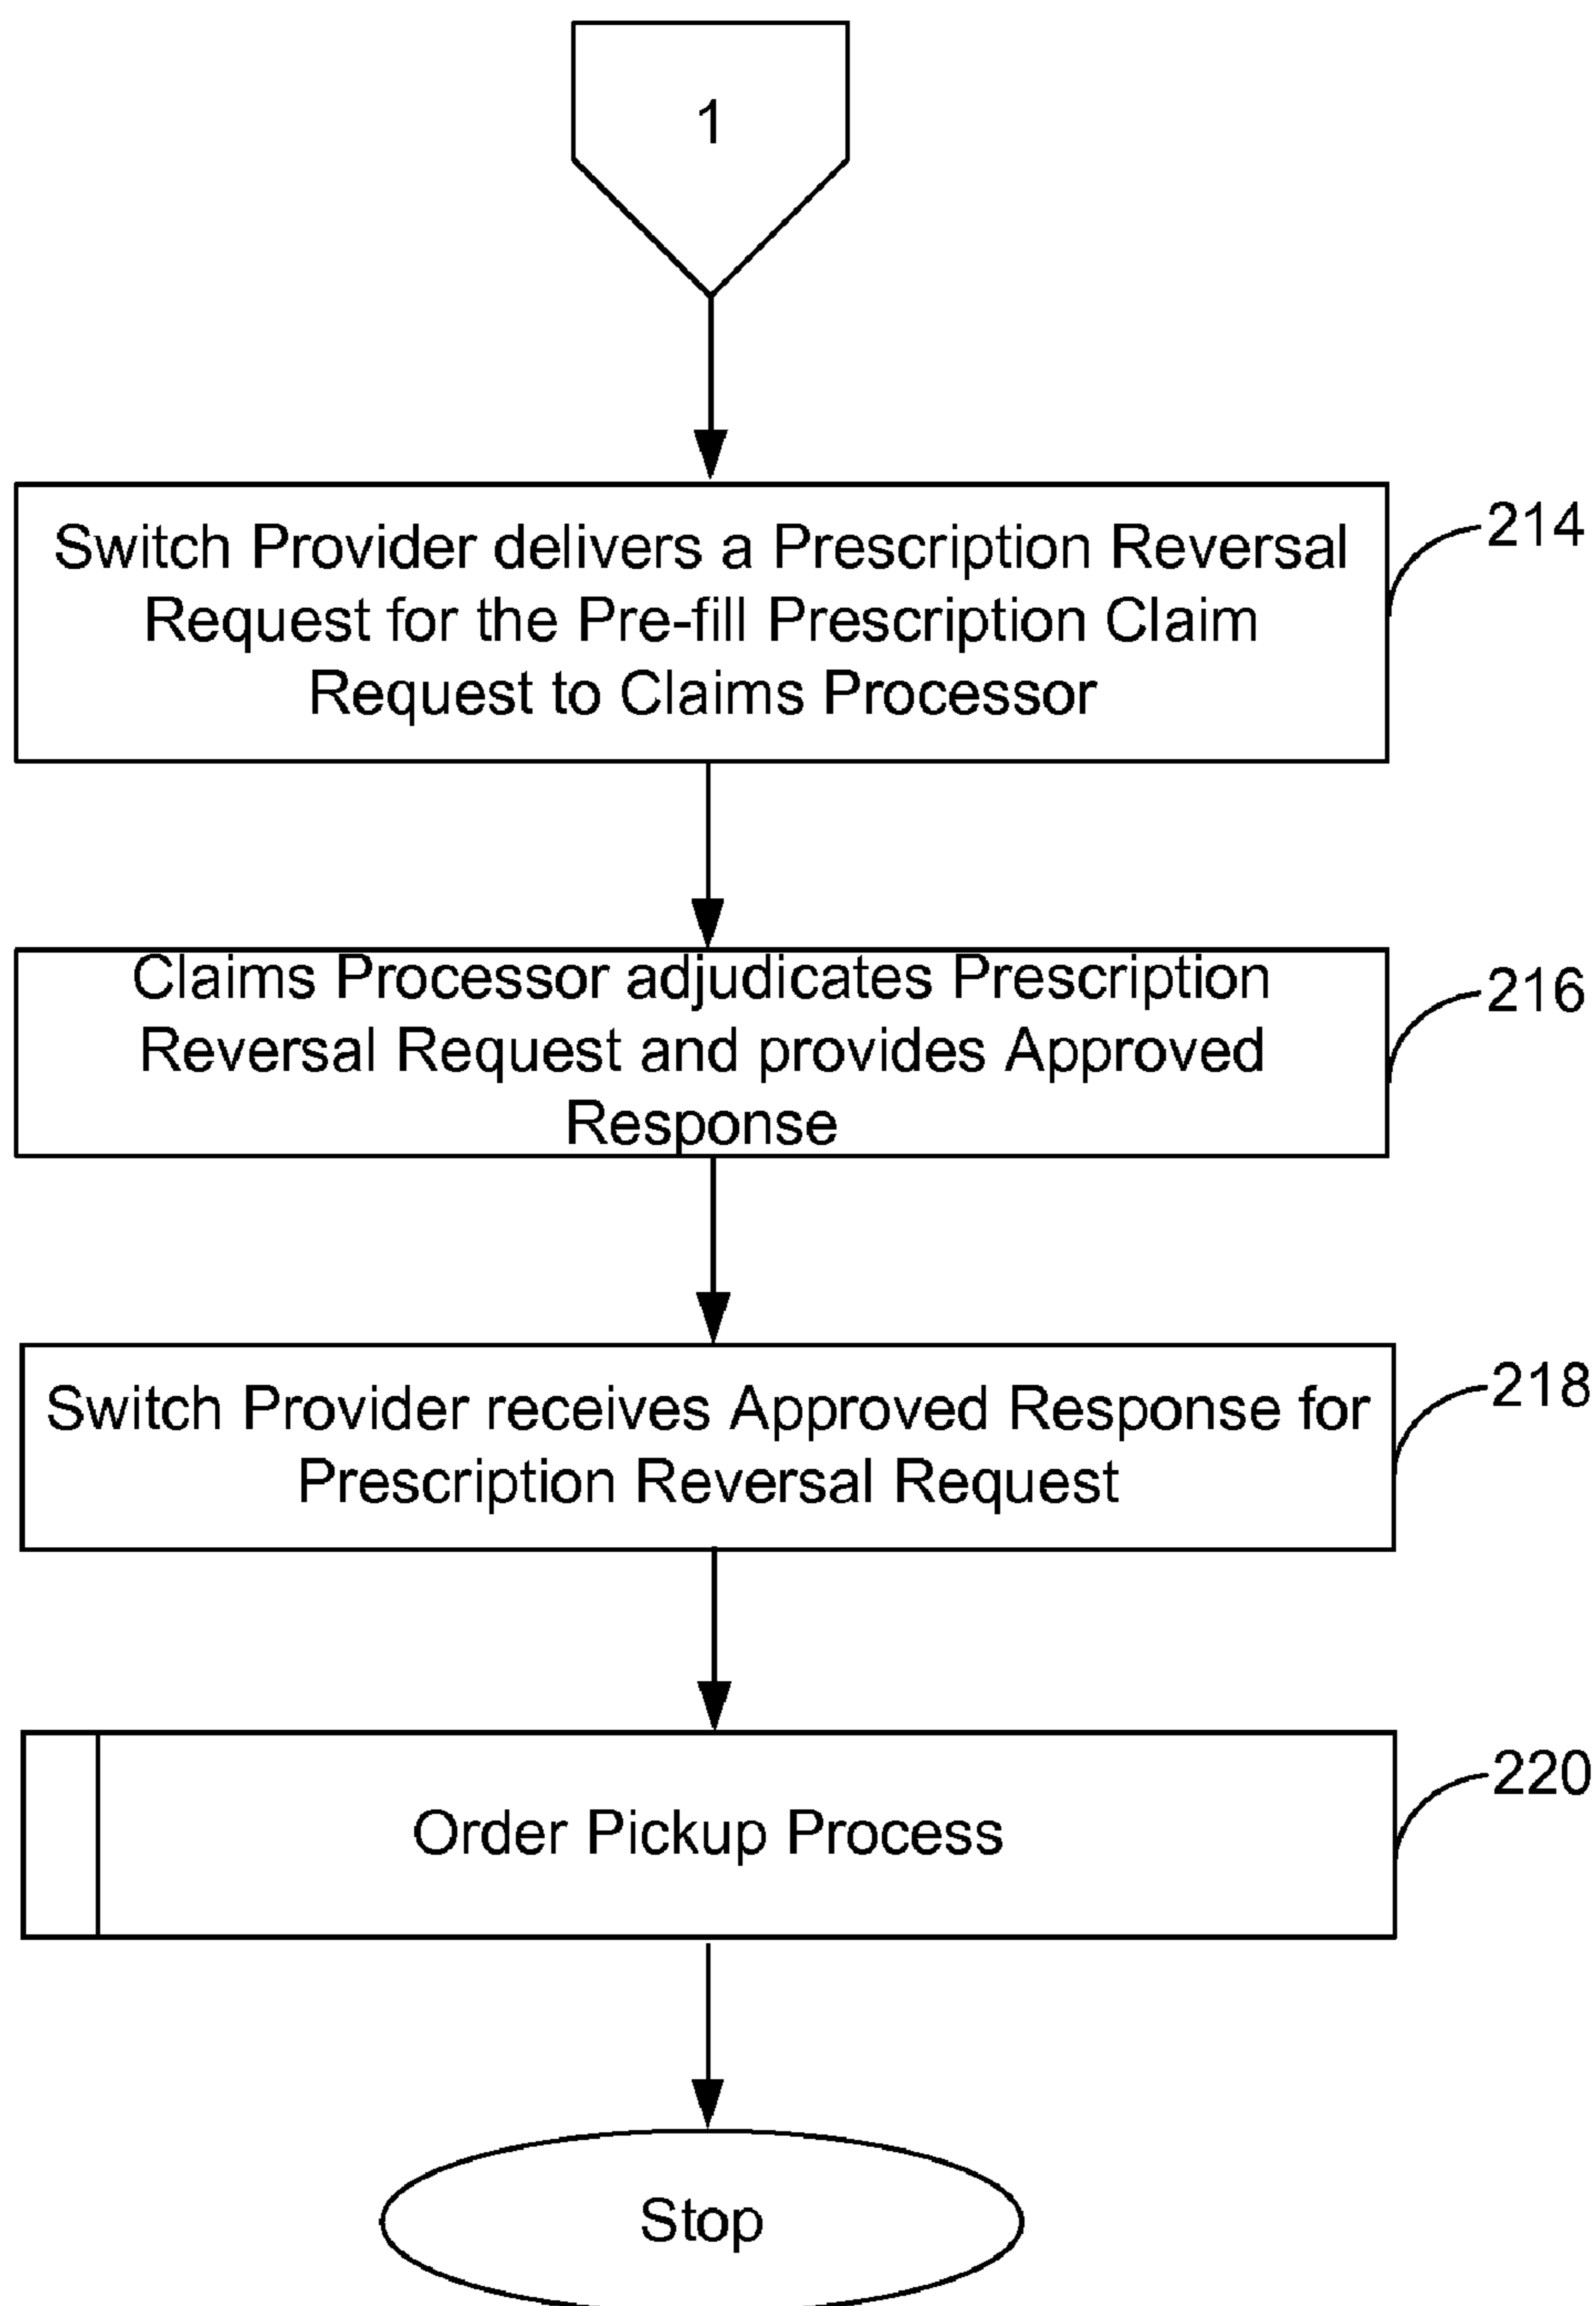 1
Switch Provider delivers a Prescription Reversal
Request for the Pre-fill Prescription Claim
Request to Claims Processor
214
Claims Processor adjudicates Prescription
Reversal Request and provides Approved
Response
216
Switch Provider receives Approved Response for
Prescription Reversal Request
218
Order Pickup Process
220
Stop